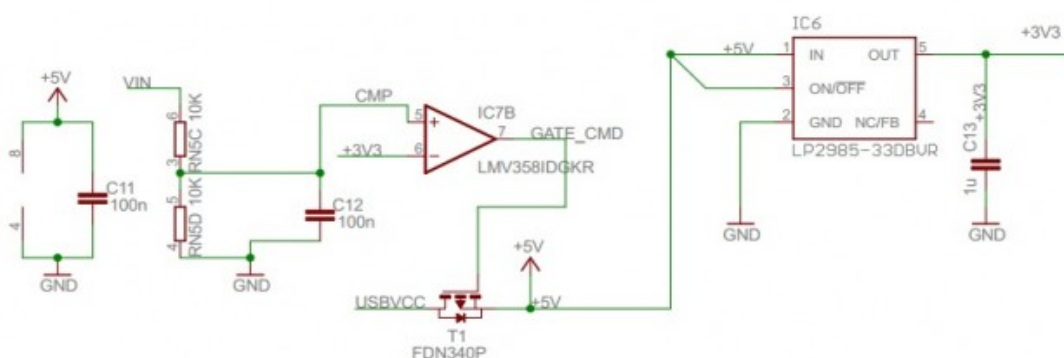 IC6
+5V
1
IN
OUT
5
+3V3
3
ON/OFF
2
GND
NC/FB
4
LP2985-33DBVR
+3V3
C13
1u
GND
GND
+5V
8
4
C11
100n
GND
VIN
6
RN5C 10K
3
5
RN5D 10K
4
GND
C12
100n
CMP
5
+
IC7B
7
GATE_CMD
+3V3
6
−
LMV358IDGKR
USBVCC
+5V
+5V
T1
FDN340P